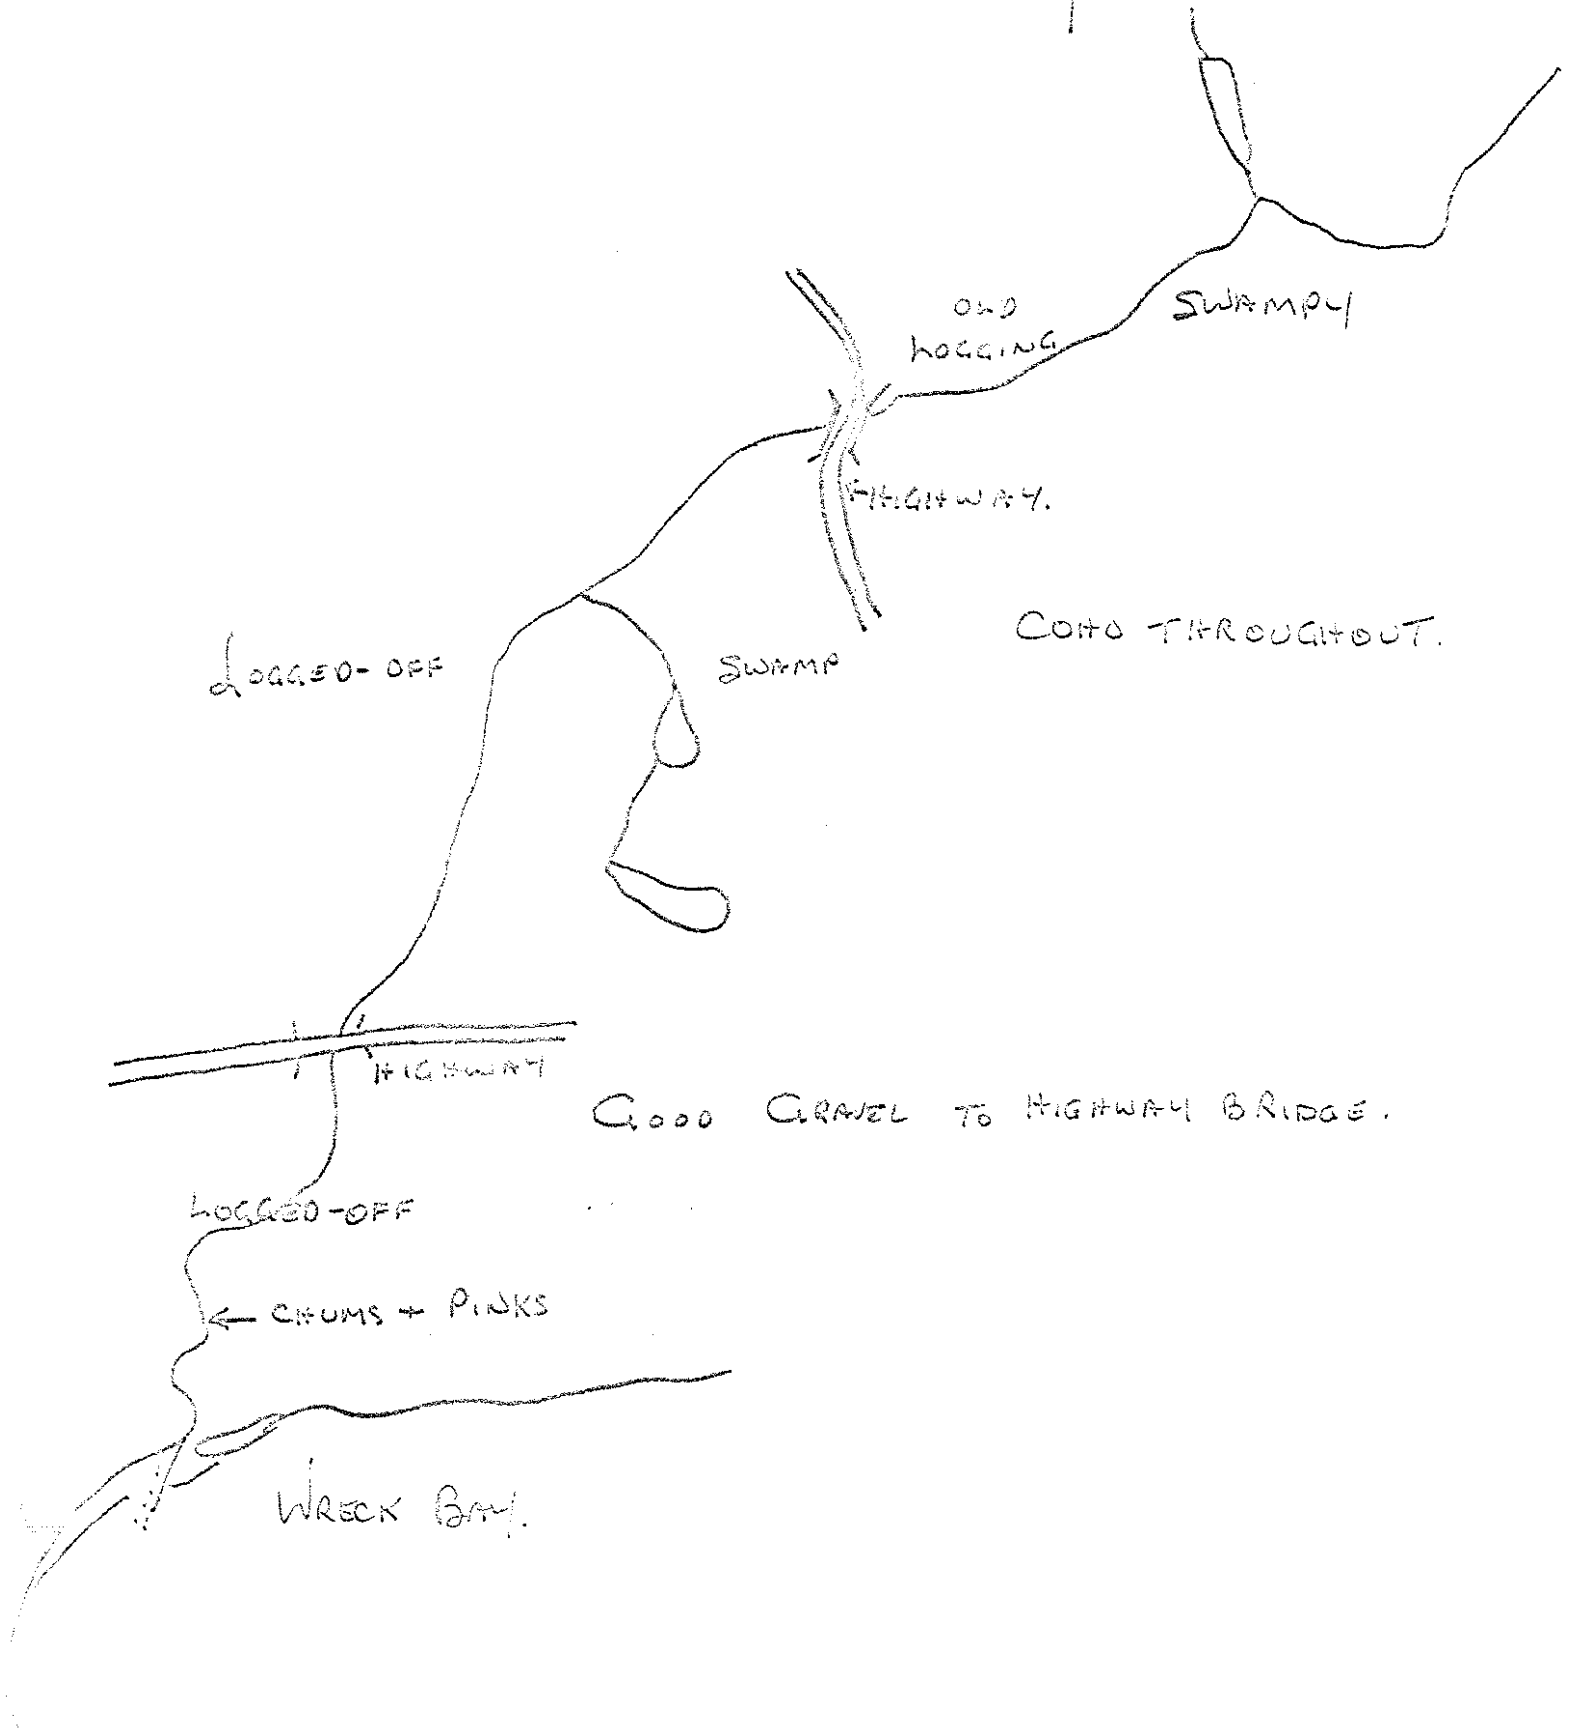 OLD
LOGGING
SWAMPY
HIGHWAY.
COHO THROUGHOUT.
LOGGED-OFF
SWAMP
HIGHWAY
GOOD GRAVEL TO HIGHWAY BRIDGE.
LOGGED-OFF
CHUMS + PINKS
WRECK BAY.